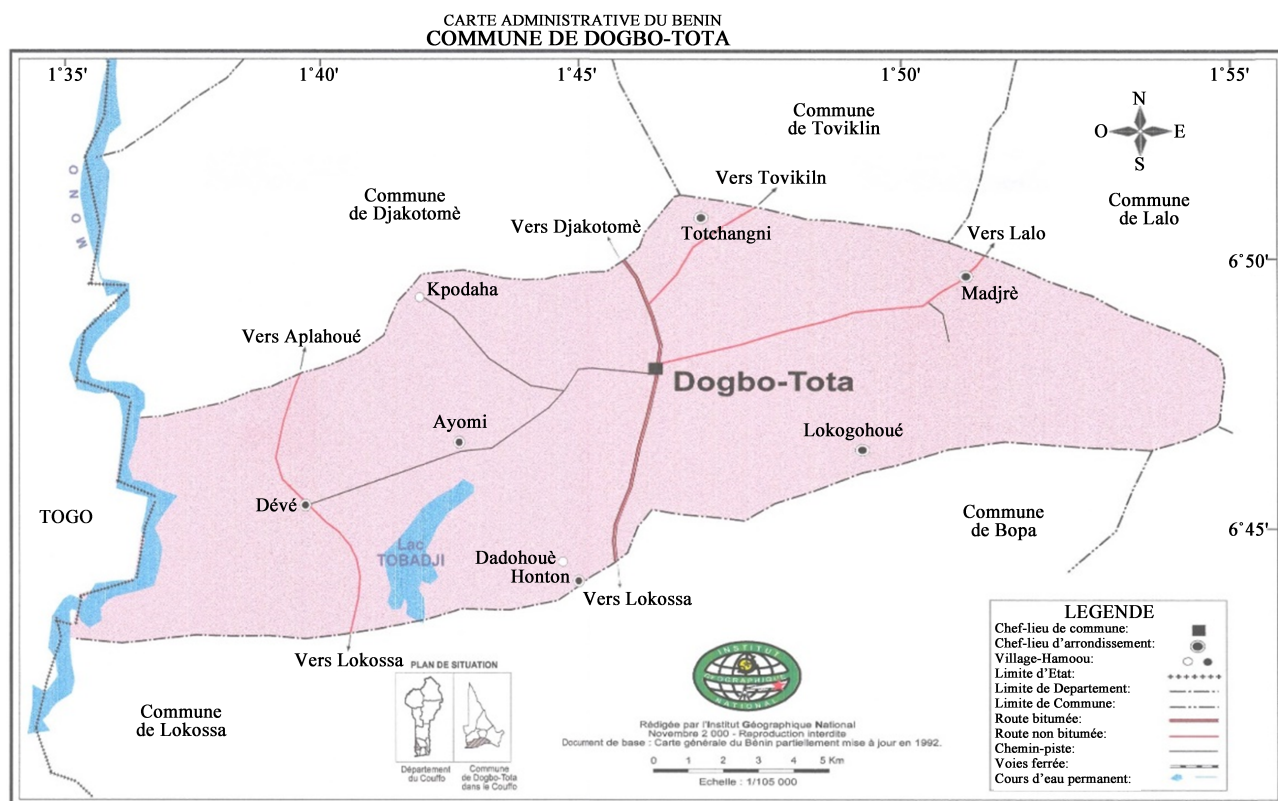 CARTE ADMINISTRATIVE DU BENIN
COMMUNE DE DOGBO-TOTA
1°35'
1°40'
1°45'
1°50'
1°55'
N
O
E
S
Commune
de Toviklin
MONO
Commune
de Djakotomè
Vers Tovikiln
Commune
de Lalo
Vers Djakotomè
Totchangni
Vers Lalo
6°50'
Kpodaha
Madjrè
Vers Aplahoué
Dogbo-Tota
Ayomi
Lokogohoué
Dévé
TOGO
Commune
de Bopa
6°45'
Lac
TOBADJI
Dadohouè
Honton
Vers Lokossa
Vers Lokossa
Commune
de Lokossa
PLAN DE SITUATION
Département
du Couffo
Commune
de Dogbo-Tota
dans le Couffo
INSTITUT
GEOGRAPHIQUE
NATIONAL
Rédigée par l'Institut Géographique National
Novembre 2 000 - Reproduction interdite
Document de base : Carte générale du Bénin partiellement mise à jour en 1992.
0 1 2 3 4 5 Km
Echelle : 1/105 000
LEGENDE
Chef-lieu de commune:
Chef-lieu d'arrondissement:
Village-Hamoou:
Limite d'Etat:
Limite de Departement:
Limite de Commune:
Route bitumée:
Route non bitumée:
Chemin-piste:
Voies ferrée:
Cours d'eau permanent: